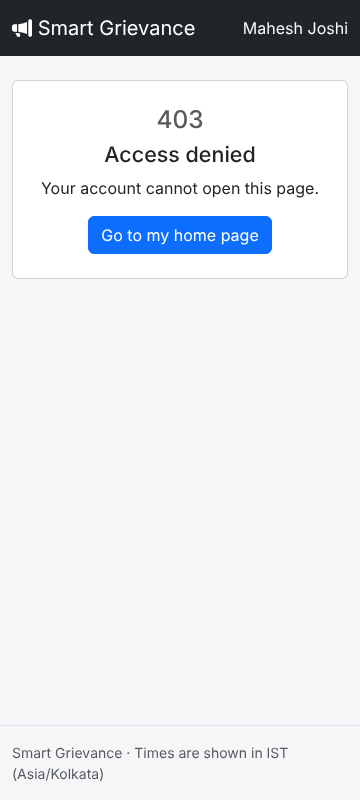 Smart Grievance
Mahesh Joshi
403
Access denied
Your account cannot open this page.
Go to my home page
Smart Grievance · Times are shown in IST
(Asia/Kolkata)